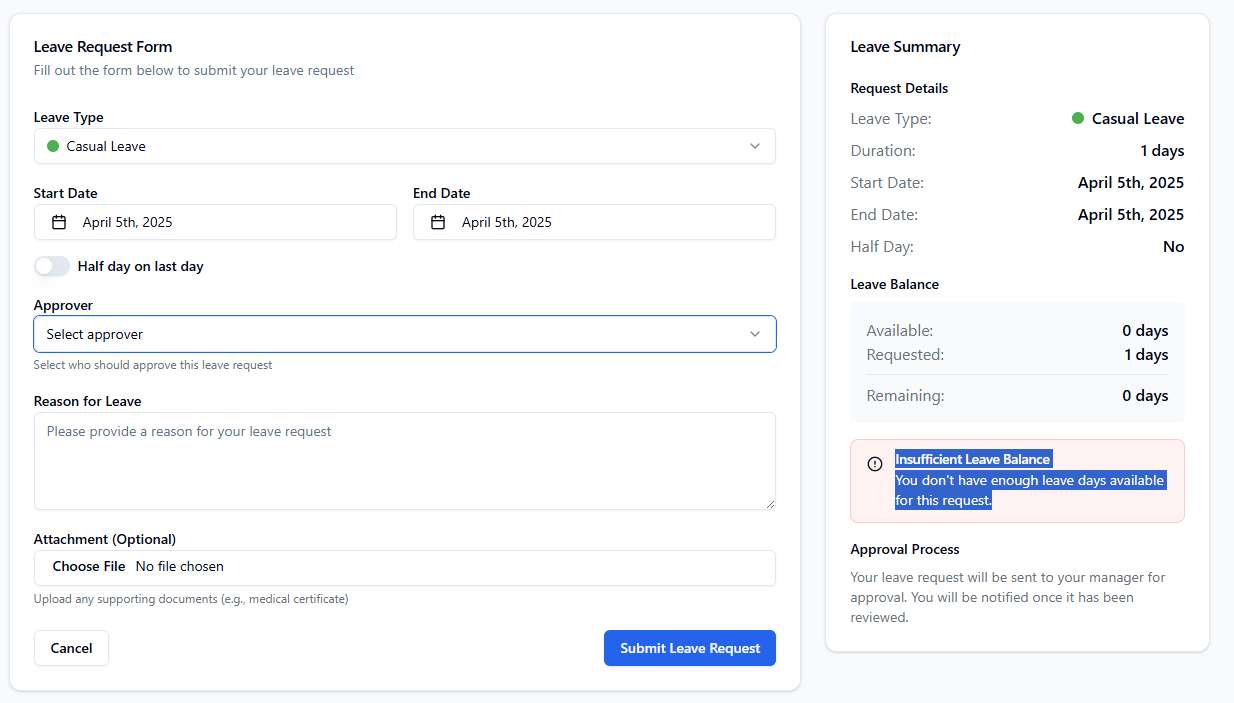 Leave Request Form
Fill out the form below to submit your leave request
Leave Type
Casual Leave
Start Date
April 5th, 2025
End Date
April 5th, 2025
Half day on last day
Approver
Select approver
Select who should approve this leave request
Reason for Leave
Please provide a reason for your leave request
Attachment (Optional)
Choose File No file chosen
Upload any supporting documents (e.g., medical certificate)
Cancel
Submit Leave Request
Leave Summary
Request Details
Leave Type: Casual Leave
Duration: 1 days
Start Date: April 5th, 2025
End Date: April 5th, 2025
Half Day: No
Leave Balance
Available: 0 days
Requested: 1 days
Remaining: 0 days
Insufficient Leave Balance
You don't have enough leave days available
for this request.
Approval Process
Your leave request will be sent to your manager for
approval. You will be notified once it has been
reviewed.